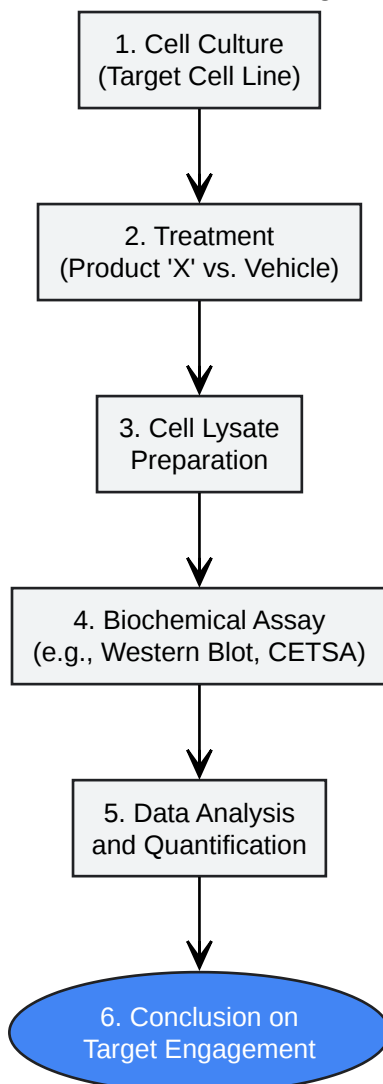 1. Cell Culture
(Target Cell Line)
2. Treatment
(Product 'X' vs. Vehicle)
3. Cell Lysate
Preparation
4. Biochemical Assay
(e.g., Western Blot, CETSA)
5. Data Analysis
and Quantification
6. Conclusion on
Target Engagement